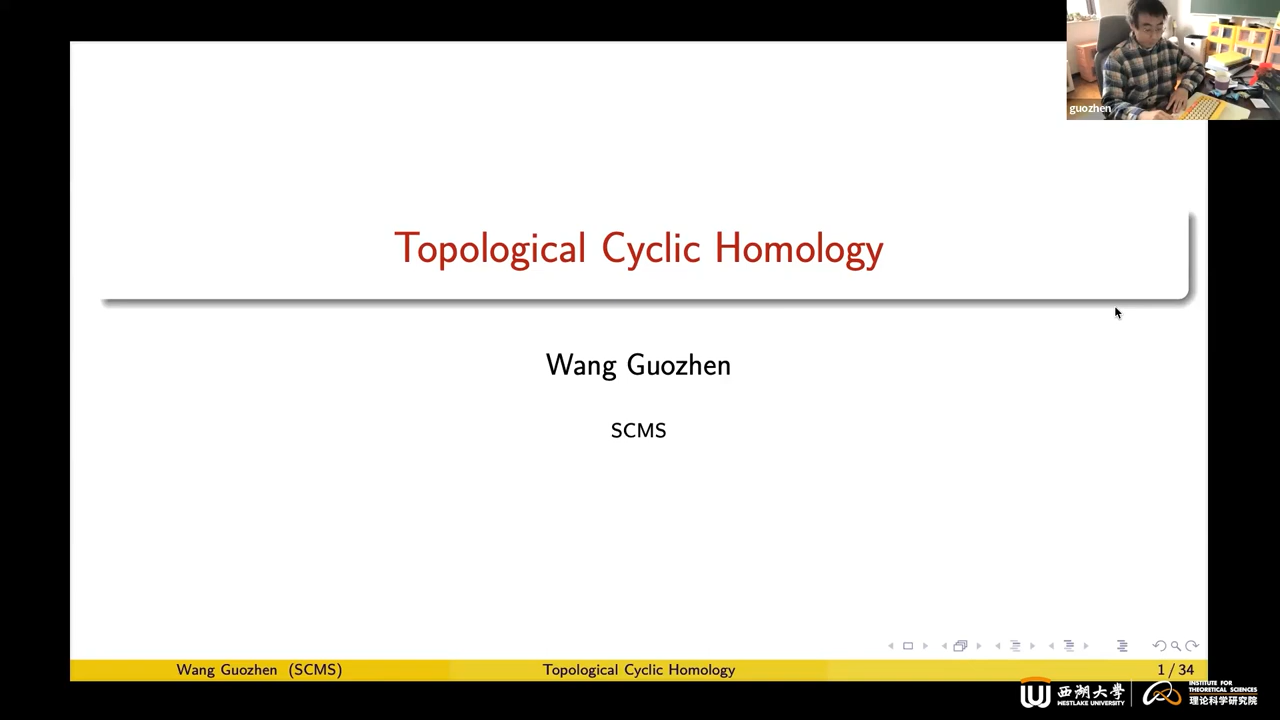 guozhen
Topological Cyclic Homology
Wang Guozhen
SCMS
Wang Guozhen (SCMS)
Topological Cyclic Homology
1 / 34
西湖大学
WESTLAKE UNIVERSITY
INSTITUTE FOR
THEORETICAL SCIENCES
理论科学研究院